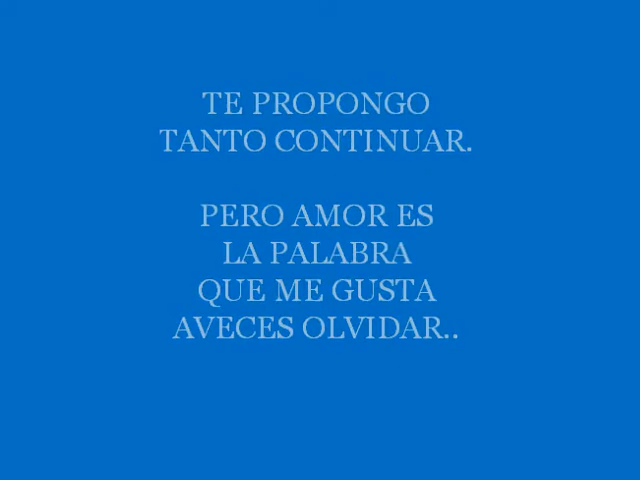 TE PROPONGO
TANTO CONTINUAR.
PERO AMOR ES
LA PALABRA
QUE ME GUSTA
AVECES OLVIDAR..